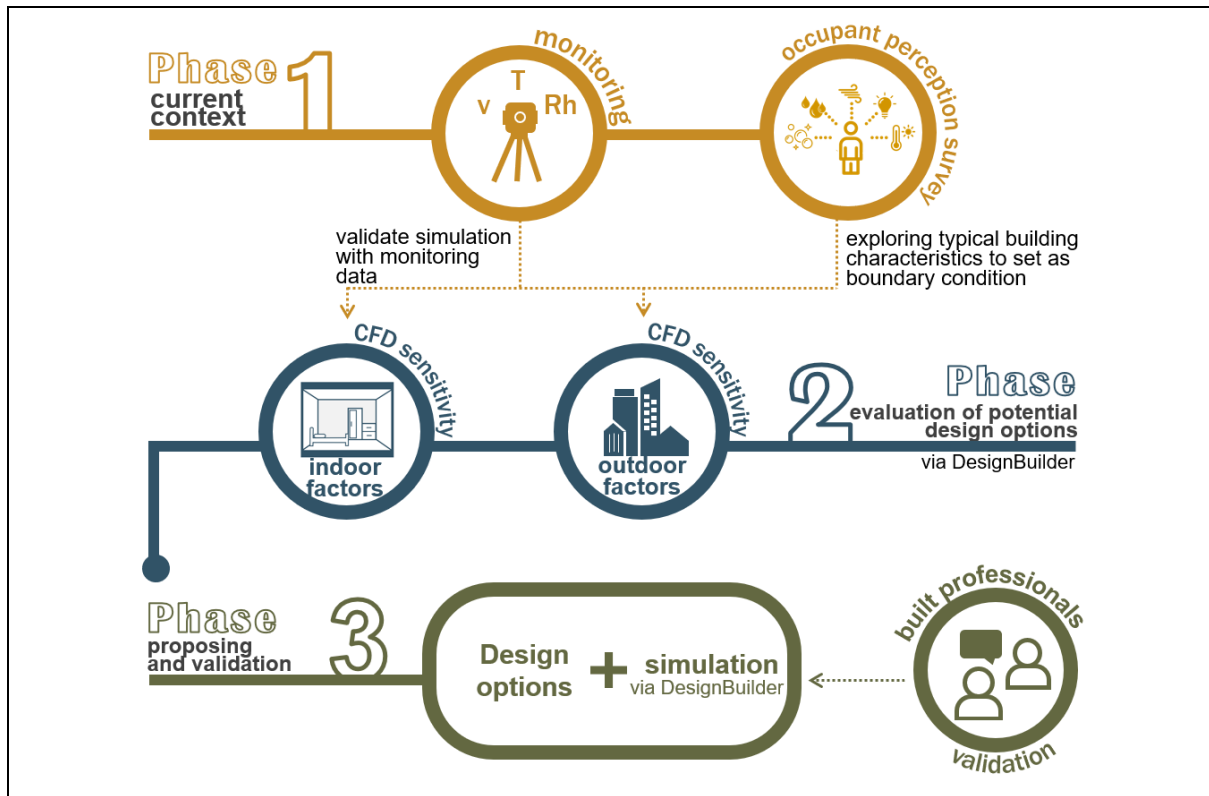 Phase 1
current
context
monitoring
T
v
Rh
occupant perception survey
validate simulation
with monitoring
data
exploring typical building
characteristics to set as
boundary condition
CFD sensitivity
indoor
factors
CFD sensitivity
outdoor
factors
2 Phase
evaluation of potential
design options
via DesignBuilder
Phase 3
proposing
and validation
Design
options
+
simulation
via DesignBuilder
built professionals
validation